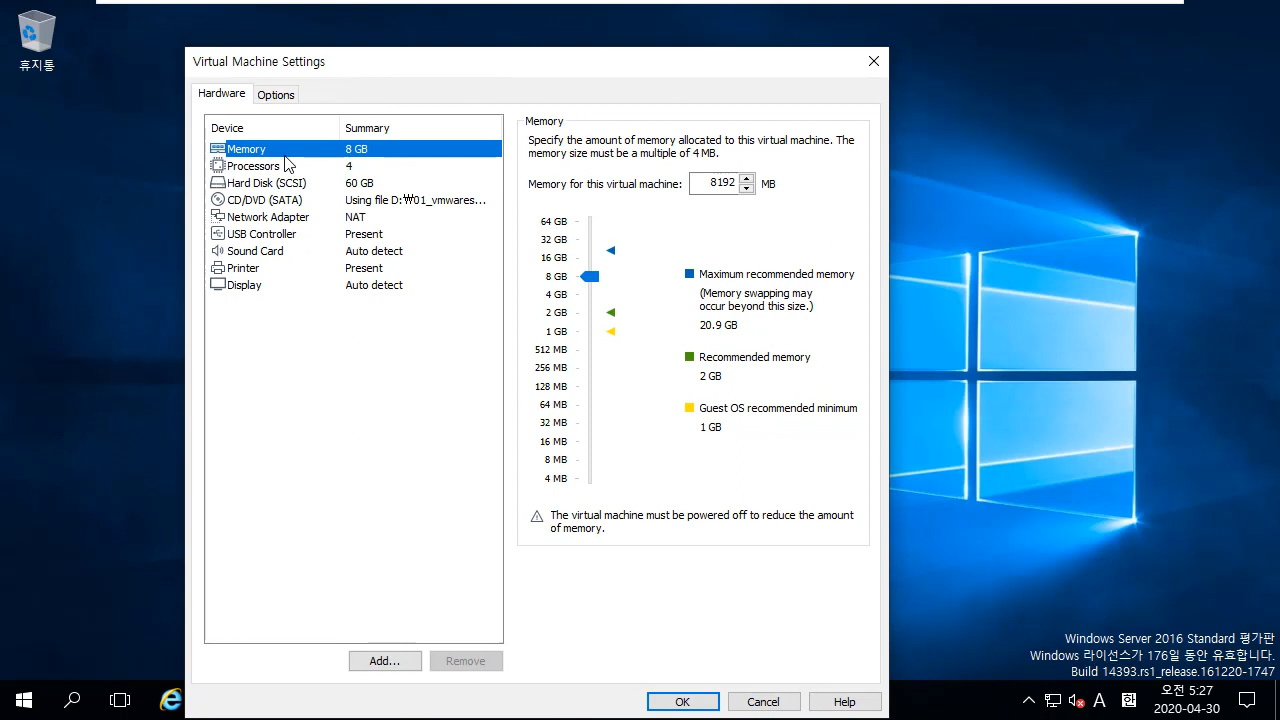 휴지통
Virtual Machine Settings
Hardware
Options
Device Summary
Memory 8 GB
Processors 4
Hard Disk (SCSI) 60 GB
CD/DVD (SATA) Using file D:₩01_vmwares...
Network Adapter NAT
USB Controller Present
Sound Card Auto detect
Printer Present
Display Auto detect
Add...
Remove
Memory
Specify the amount of memory allocated to this virtual machine. The
memory size must be a multiple of 4 MB.
Memory for this virtual machine: 8192 MB
64 GB
32 GB
16 GB
8 GB
4 GB
2 GB
1 GB
512 MB
256 MB
128 MB
64 MB
32 MB
16 MB
8 MB
4 MB
Maximum recommended memory
(Memory swapping may
occur beyond this size.)
20.9 GB
Recommended memory
2 GB
Guest OS recommended minimum
1 GB
The virtual machine must be powered off to reduce the amount
of memory.
OK
Cancel
Help
Windows Server 2016 Standard 평가판
Windows 라이선스가 176일 동안 유효합니다.
Build 14393.rs1_release.161220-1747
A
한
오전 5:27
2020-04-30